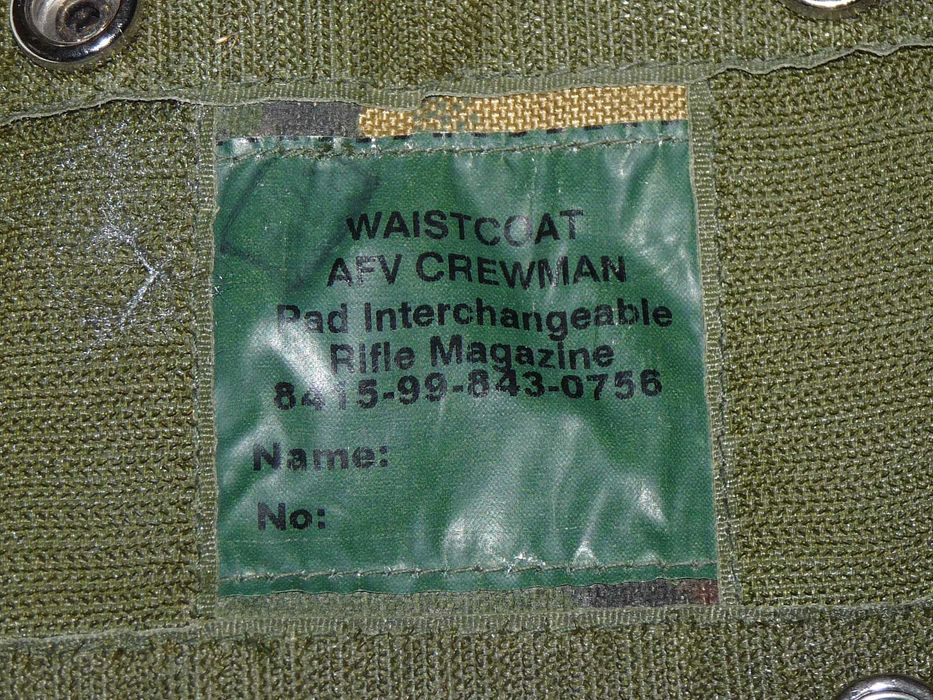 WAISTCOAT
AFV CREWMAN
Pad Interchangeable
Rifle Magazine
8415-99-843-0756
Name:
No: